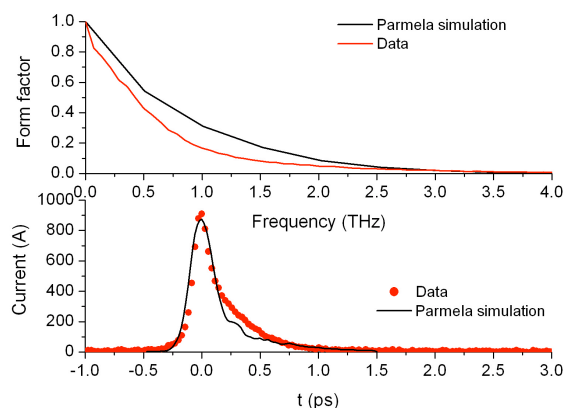 1.0
0.8
0.6
0.4
0.2
0.0
Form factor
Parmela simulation
Data
0.0 0.5 1.0 1.5 2.0 2.5 3.0 3.5 4.0
Frequency (THz)
1000
800
600
400
200
0
Current (A)
Data
Parmela simulation
-1.0 -0.5 0.0 0.5 1.0 1.5 2.0 2.5 3.0
t (ps)